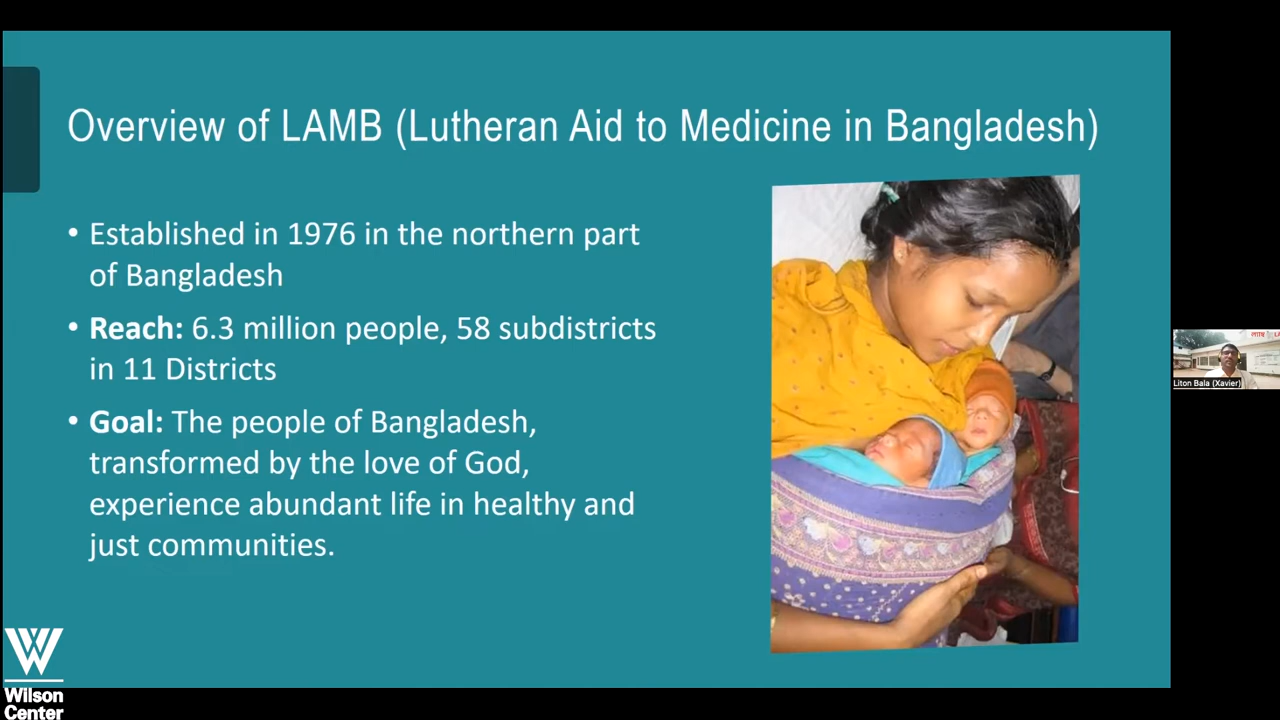 Overview of LAMB (Lutheran Aid to Medicine in Bangladesh)
• Established in 1976 in the northern part
of Bangladesh
• Reach: 6.3 million people, 58 subdistricts
in 11 Districts
• Goal: The people of Bangladesh,
transformed by the love of God,
experience abundant life in healthy and
just communities.
Liton Bala (Xavier)
Wilson
Center